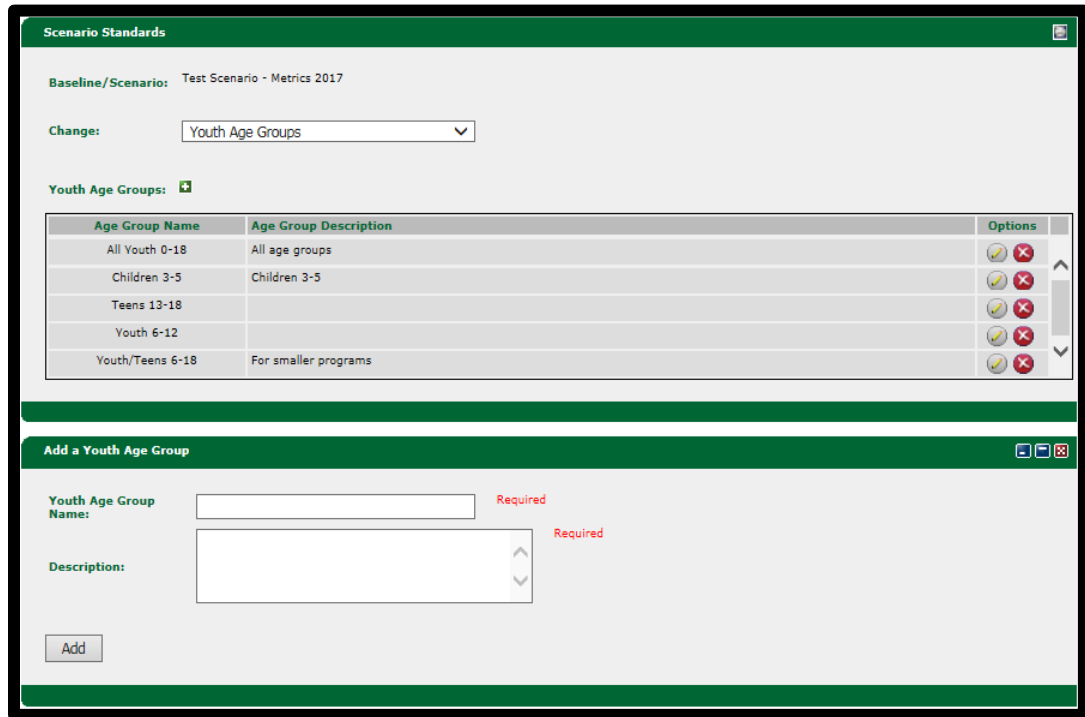 Scenario Standards
Baseline/Scenario: Test Scenario - Metrics 2017
Change: Youth Age Groups
Youth Age Groups:
Age Group Name Age Group Description Options
All Youth 0-18 All age groups
Children 3-5 Children 3-5
Teens 13-18
Youth 6-12
Youth/Teens 6-18 For smaller programs
Add a Youth Age Group
Youth Age Group Required
Name:
Required
Description:
Add